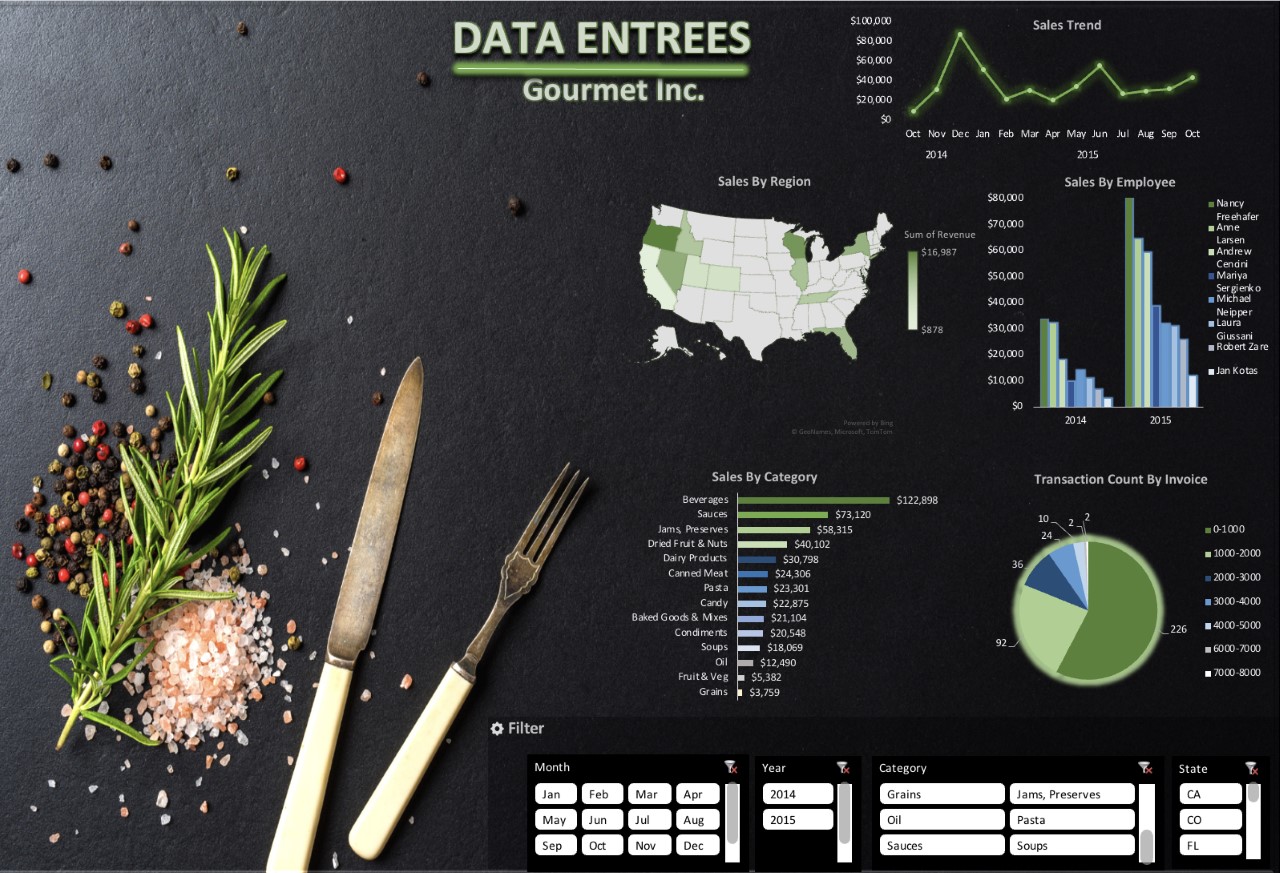 DATA ENTREES
Gourmet Inc.
Sales Trend
$100,000
$80,000
$60,000
$40,000
$20,000
$0
Oct Nov Dec Jan Feb Mar Apr May Jun Jul Aug Sep Oct
2014 2015
Sales By Region
Sum of Revenue
$16,987
$878
Powered by Bing
© GeoNames, Microsoft, TomTom
Sales By Employee
$80,000
$70,000
$60,000
$50,000
$40,000
$30,000
$20,000
$10,000
$0
2014 2015
Nancy
Freehafer
Anne
Larsen
Andrew
Cencini
Mariya
Sergienko
Michael
Neipper
Laura
Giussani
Robert Zare
Jan Kotas
Sales By Category
Beverages $122,898
Sauces $73,120
Jams, Preserves $58,315
Dried Fruit & Nuts $40,102
Dairy Products $30,798
Canned Meat $24,306
Pasta $23,301
Candy $22,875
Baked Goods & Mixes $21,104
Condiments $20,548
Soups $18,069
Oil $12,490
Fruit & Veg $5,382
Grains $3,759
Transaction Count By Invoice
10 2 2
24
36
92
226
0-1000
1000-2000
2000-3000
3000-4000
4000-5000
6000-7000
7000-8000
Filter
Month
Jan Feb Mar Apr
May Jun Jul Aug
Sep Oct Nov Dec
Year
2014
2015
Category
Grains Jams, Preserves
Oil Pasta
Sauces Soups
State
CA
CO
FL